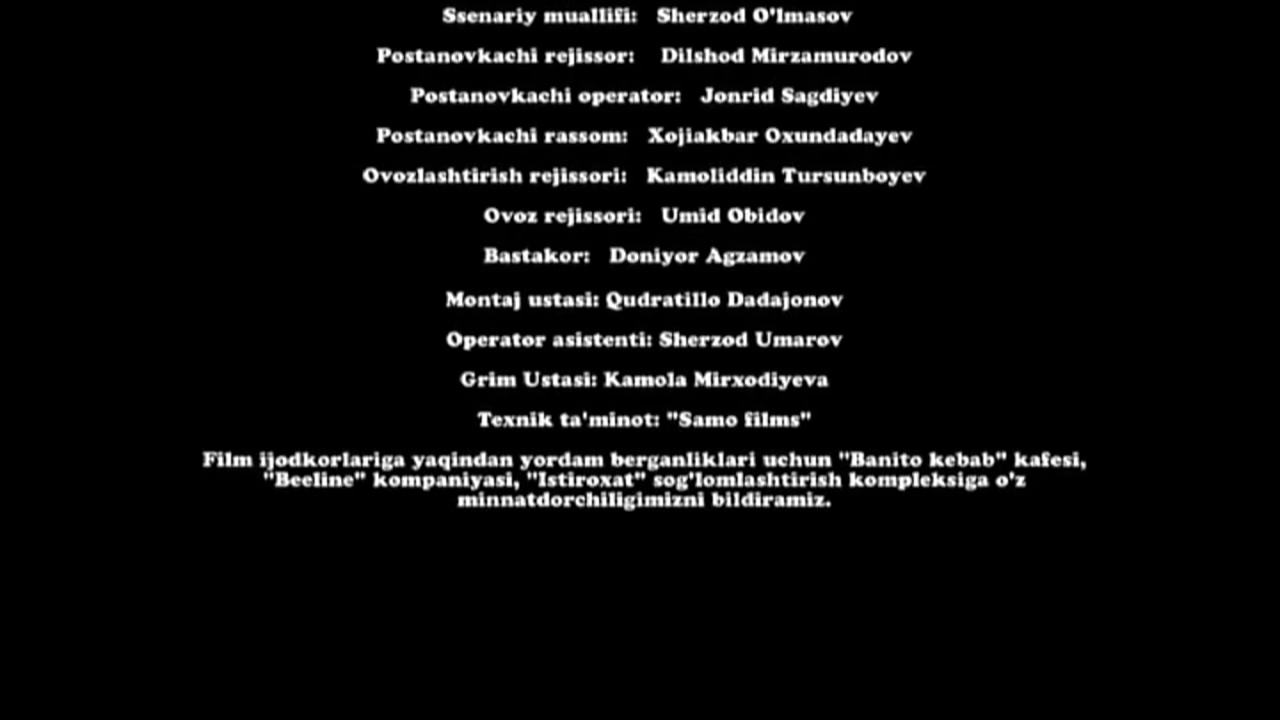 Ssenariy muallifi: Sherzod O'lmasov
Postanovkachi rejissor: Dilshod Mirzamurodov
Postanovkachi operator: Jonrid Sagdiyev
Postanovkachi rassom: Xojiakbar Oxundadayev
Ovozlashtirish rejissori: Kamoliddin Tursunboyev
Ovoz rejissori: Umid Obidov
Bastakor: Doniyor Agzamov
Montaj ustasi: Qudratillo Dadajonov
Operator asistenti: Sherzod Umarov
Grim Ustasi: Kamola Mirxodiyeva
Texnik ta'minot: "Samo films"
Film ijodkorlariga yaqindan yordam berganliklari uchun "Banito kebab" kafesi,
"Beeline" kompaniyasi, "Istiroxat" sog'lomlashtirish kompleksiga o'z
minnatdorchiligimizni bildiramiz.